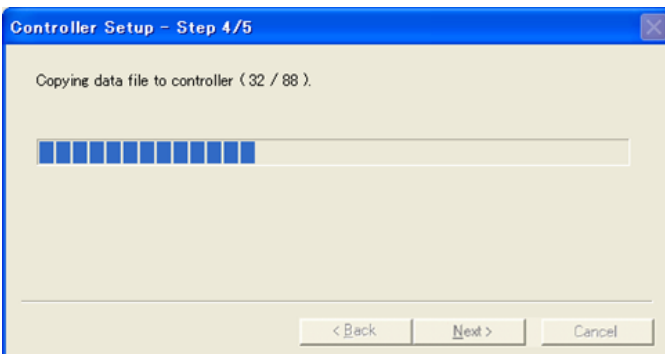 Controller Setup - Step 4/5
Copying data file to controller ( 32 / 88 ).
< Back Next > Cancel